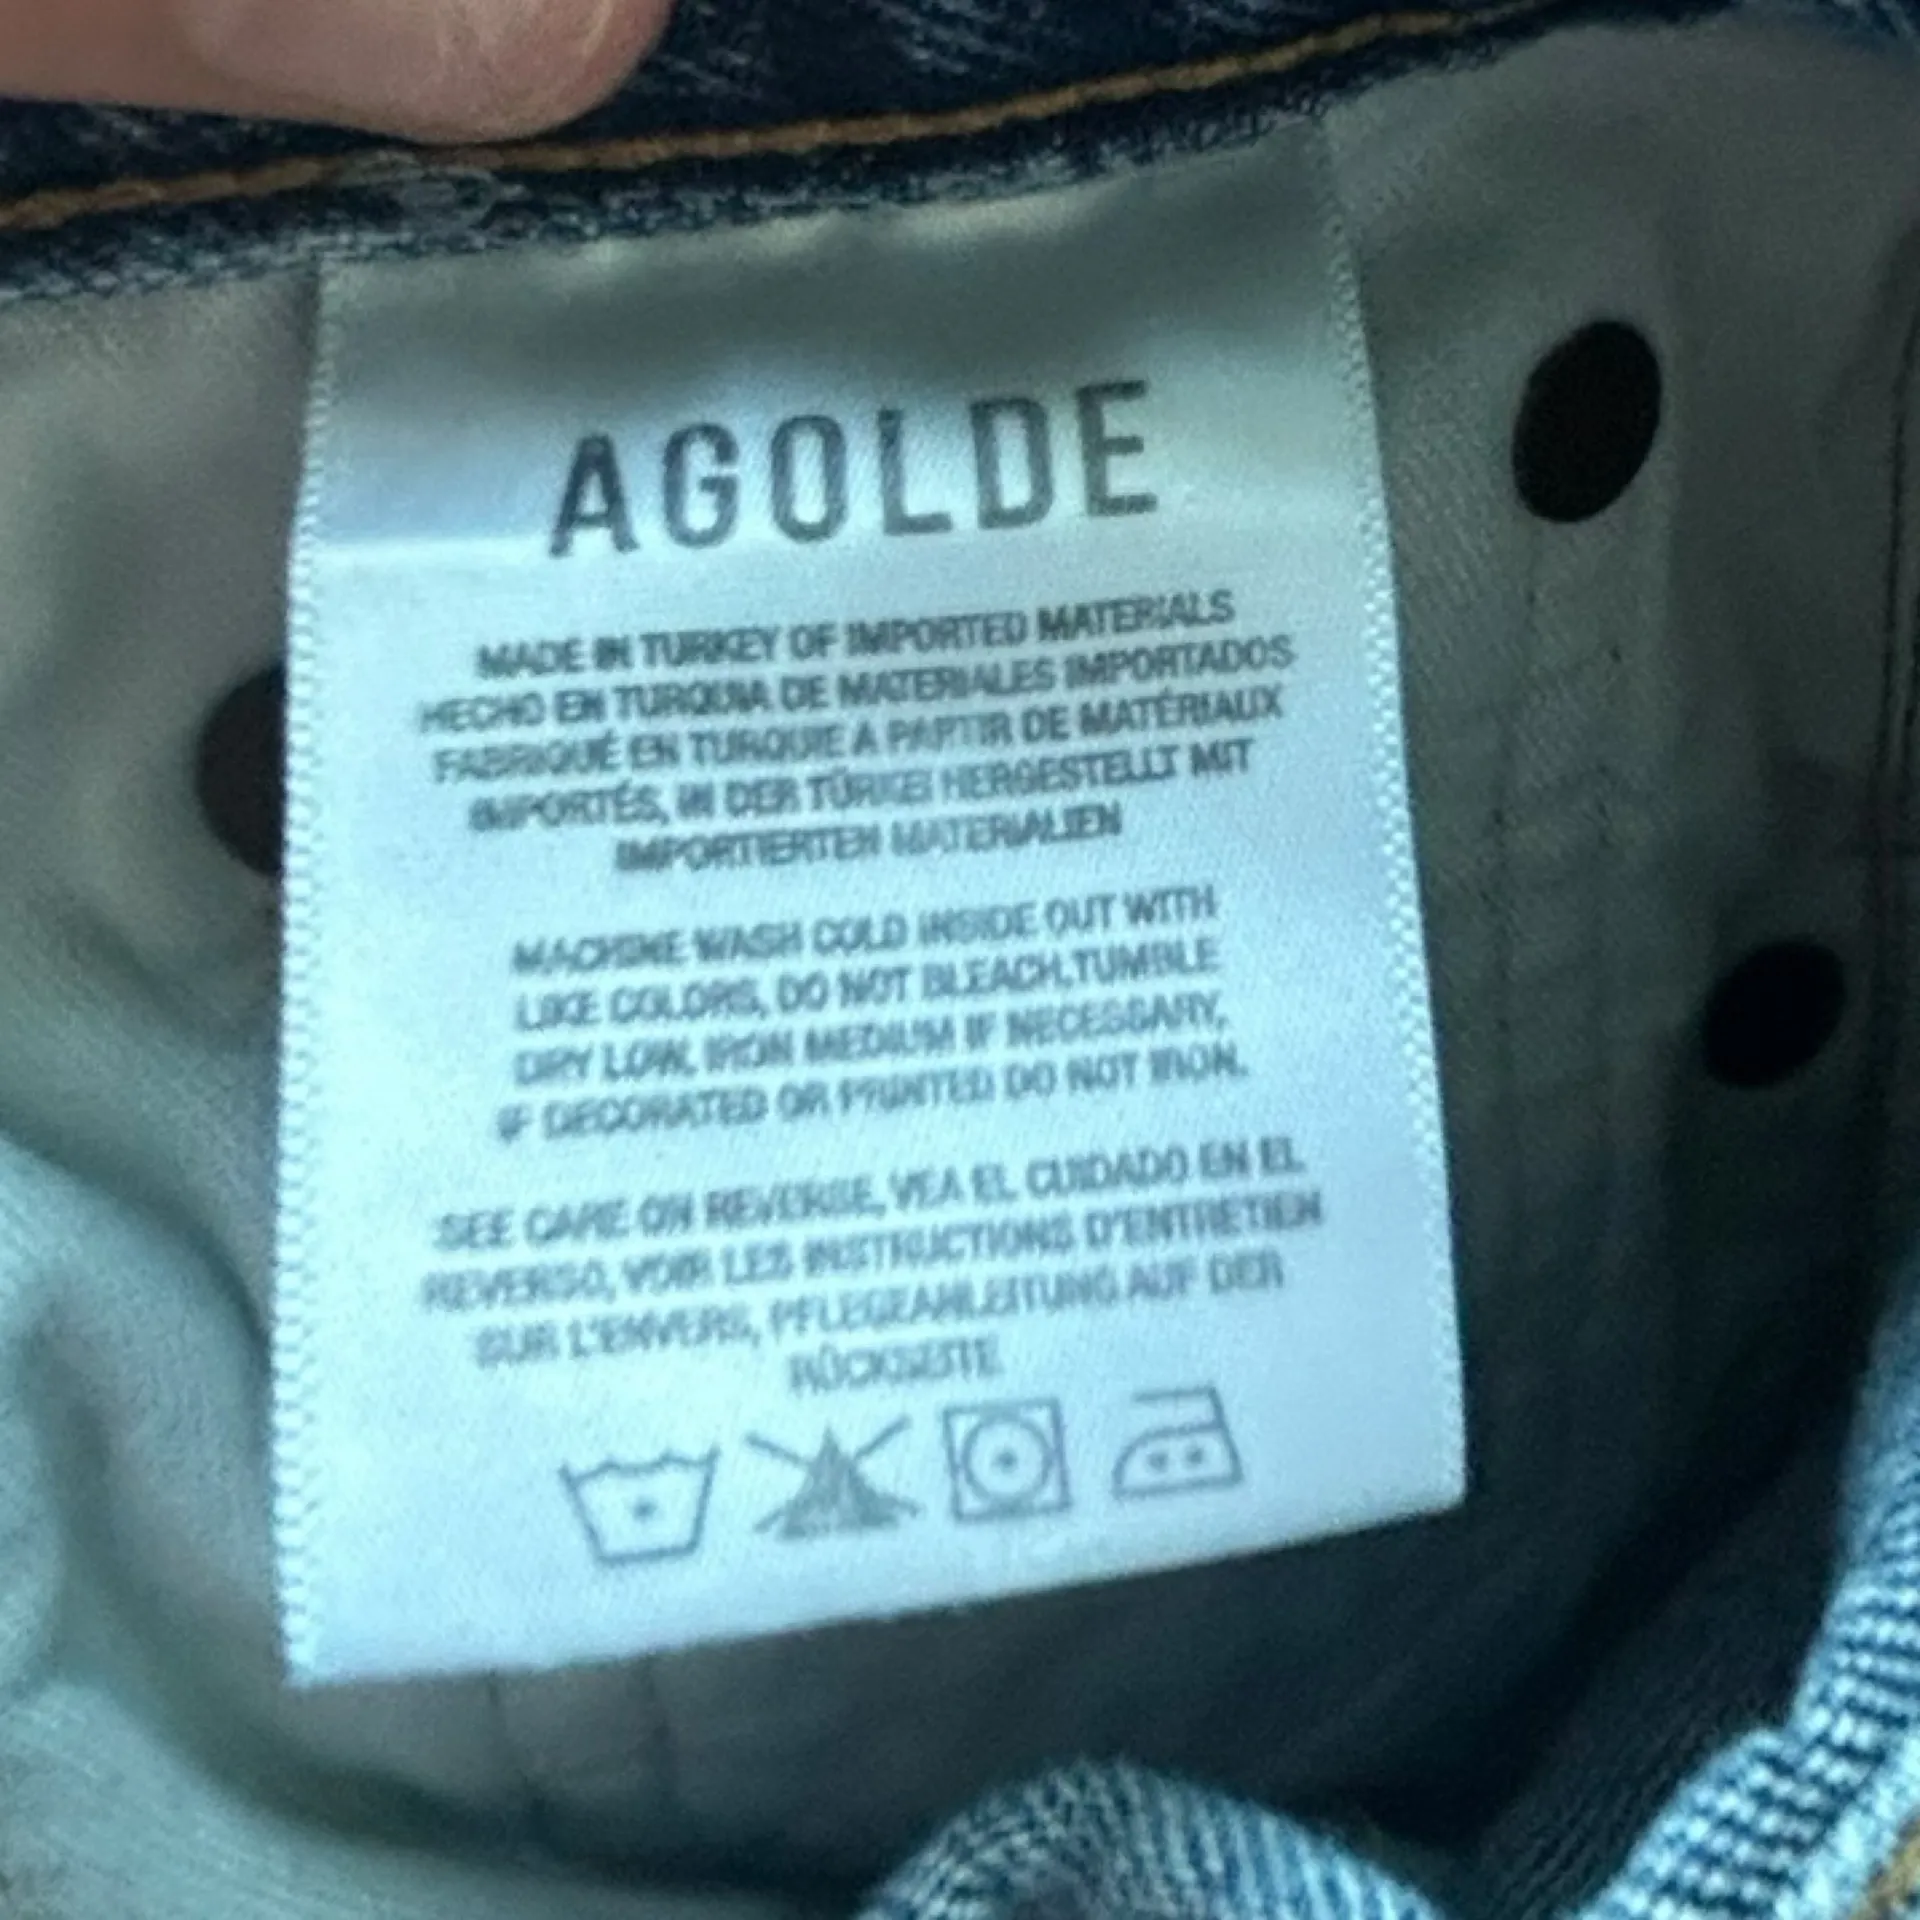 AGOLDE
MADE IN TURKEY OF IMPORTED MATERIALS
HECHO EN TURQUIA DE MATERIALES IMPORTADOS
FABRIQUÉ EN TURQUIE A PARTIR DE MATÉRIAUX
IMPORTÉS, IN DER TÜRKEI HERGESTELLT MIT
IMPORTIERTEN MATERIALIEN
MACHINE WASH COLD INSIDE OUT WITH
LIKE COLORS, DO NOT BLEACH,TUMBLE
DRY LOW, IRON MEDIUM IF NECESSARY,
IF DECORATED OR PRINTED DO NOT IRON.
SEE CARE ON REVERSE, VEA EL CUIDADO EN EL
REVERSO, VOIR LES INSTRUCTIONS D'ENTRETIEN
SUR L'ENVERS, PFLEGEANLEITUNG AUF DER
RÜCKSEITE